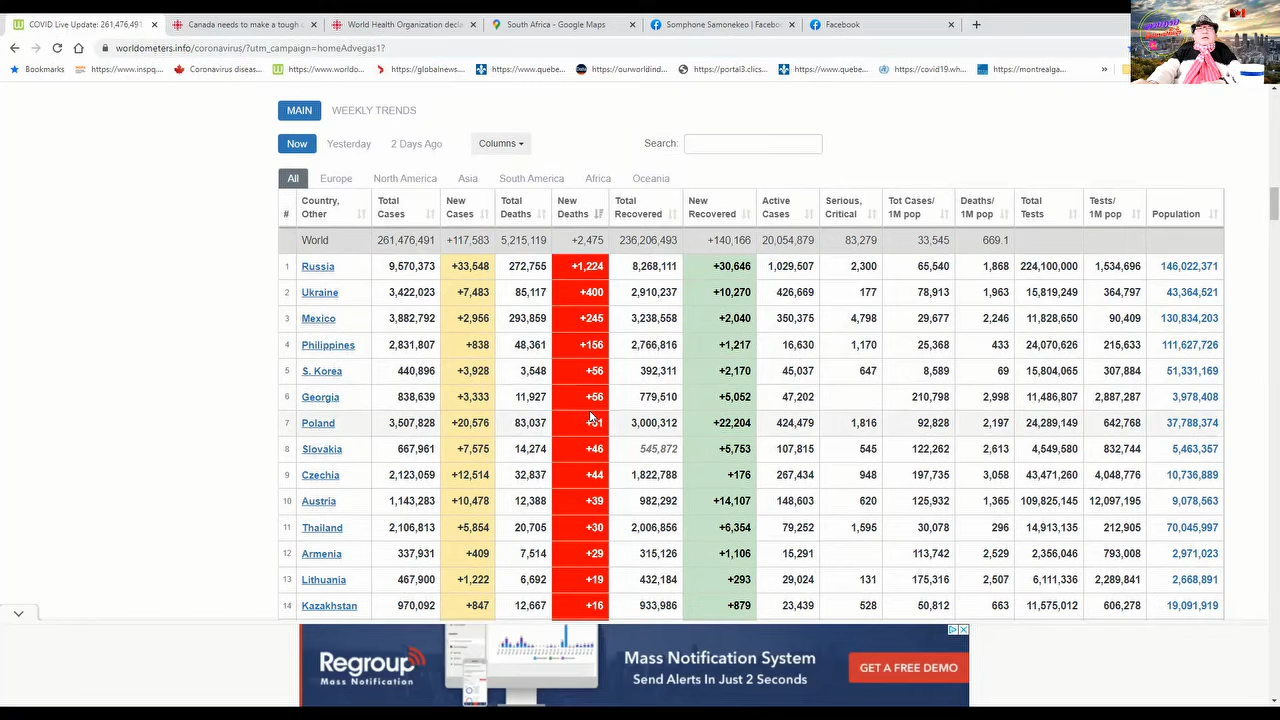 COVID Live Update: 261,476,491
Canada needs to make a tough c
World Health Organization decla
South Africa - Google Maps
Somphone Samonekeo | Facebo
Facebook
worldometers.info/coronavirus/?utm_campaign=homeAdvegas1?
Bookmarks https://www-inspq... Coronavirus diseas... https://www.worldo... https://globalnews... https://www.quebe... https://ourworldind... https://portal3.clics... https://www.quebe... https://covid19.wh... https://montrealga...
MAIN WEEKLY TRENDS
Now Yesterday 2 Days Ago Columns Search:
All Europe North America Asia South America Africa Oceania
# Country, Other Total Cases New Cases Total Deaths New Deaths Total Recovered New Recovered Active Cases Serious, Critical Tot Cases/ 1M pop Deaths/ 1M pop Total Tests Tests/ 1M pop Population
World 261,476,491 +117,583 5,215,119 +2,475 236,206,493 +140,166 20,054,879 83,279 33,545 669.1
1 Russia 9,570,373 +33,548 272,755 +1,224 8,268,111 +30,646 1,029,507 2,300 65,540 1,868 224,100,000 1,534,696 146,022,371
2 Ukraine 3,422,023 +7,483 85,117 +400 2,910,237 +10,270 426,669 177 78,913 1,963 15,819,249 364,797 43,364,521
3 Mexico 3,882,792 +2,956 293,859 +245 3,238,558 +2,040 350,375 4,798 29,677 2,246 11,828,650 90,409 130,834,203
4 Philippines 2,831,807 +838 48,361 +156 2,766,816 +1,217 16,630 1,170 25,368 433 24,070,626 215,633 111,627,726
5 S. Korea 440,896 +3,928 3,548 +56 392,311 +2,170 45,037 647 8,589 69 15,804,065 307,884 51,331,169
6 Georgia 838,639 +3,333 11,927 +56 779,510 +5,052 47,202 210,798 2,998 11,486,807 2,887,287 3,978,408
7 Poland 3,507,828 +20,576 83,037 3,000,312 +22,204 424,479 1,816 92,828 2,197 24,289,149 642,768 37,788,374
8 Slovakia 667,961 +7,575 14,274 +46 545,872 +5,753 107,815 545 122,262 2,613 4,549,580 832,744 5,463,357
9 Czechia 2,123,059 +12,514 32,837 +44 1,822,788 +176 267,434 948 197,735 3,058 43,471,260 4,048,776 10,736,889
10 Austria 1,143,283 +10,478 12,388 +39 982,292 +14,107 148,603 620 125,932 1,365 109,825,145 12,097,195 9,078,563
11 Thailand 2,106,813 +5,854 20,705 +30 2,006,856 +6,354 79,252 1,595 30,078 296 14,913,135 212,905 70,045,997
12 Armenia 337,931 +409 7,514 +29 315,126 +1,106 15,291 113,742 2,529 2,356,046 793,008 2,971,023
13 Lithuania 467,900 +1,222 6,692 +19 432,184 +293 29,024 131 175,316 2,507 6,111,336 2,289,841 2,668,891
14 Kazakhstan 970,092 +847 12,667 +16 933,986 +879 23,439 528 50,812 663 11,575,012 606,278 19,091,919
Regroup
Mass Notification
Mass Notification System
Send Alerts In Just 2 Seconds
GET A FREE DEMO